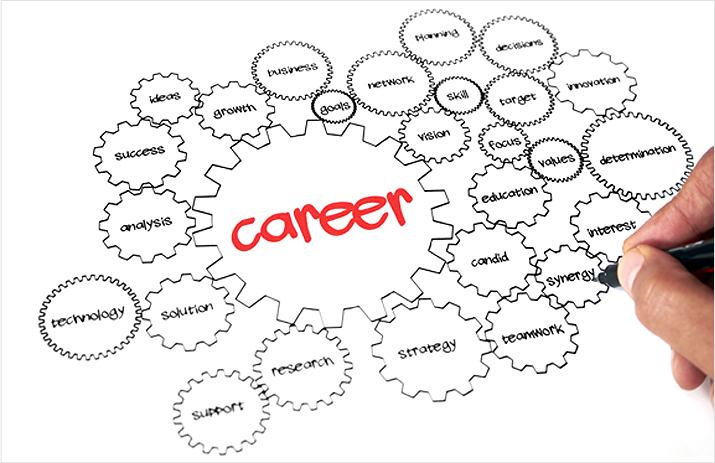 planning
decisions
business
network
innovation
ideas
growth
goals
skill
target
vision
focus
success
values
determination
education
analysis
career
interest
candid
synergy
technology
solution
strategy
teamwork
research
support